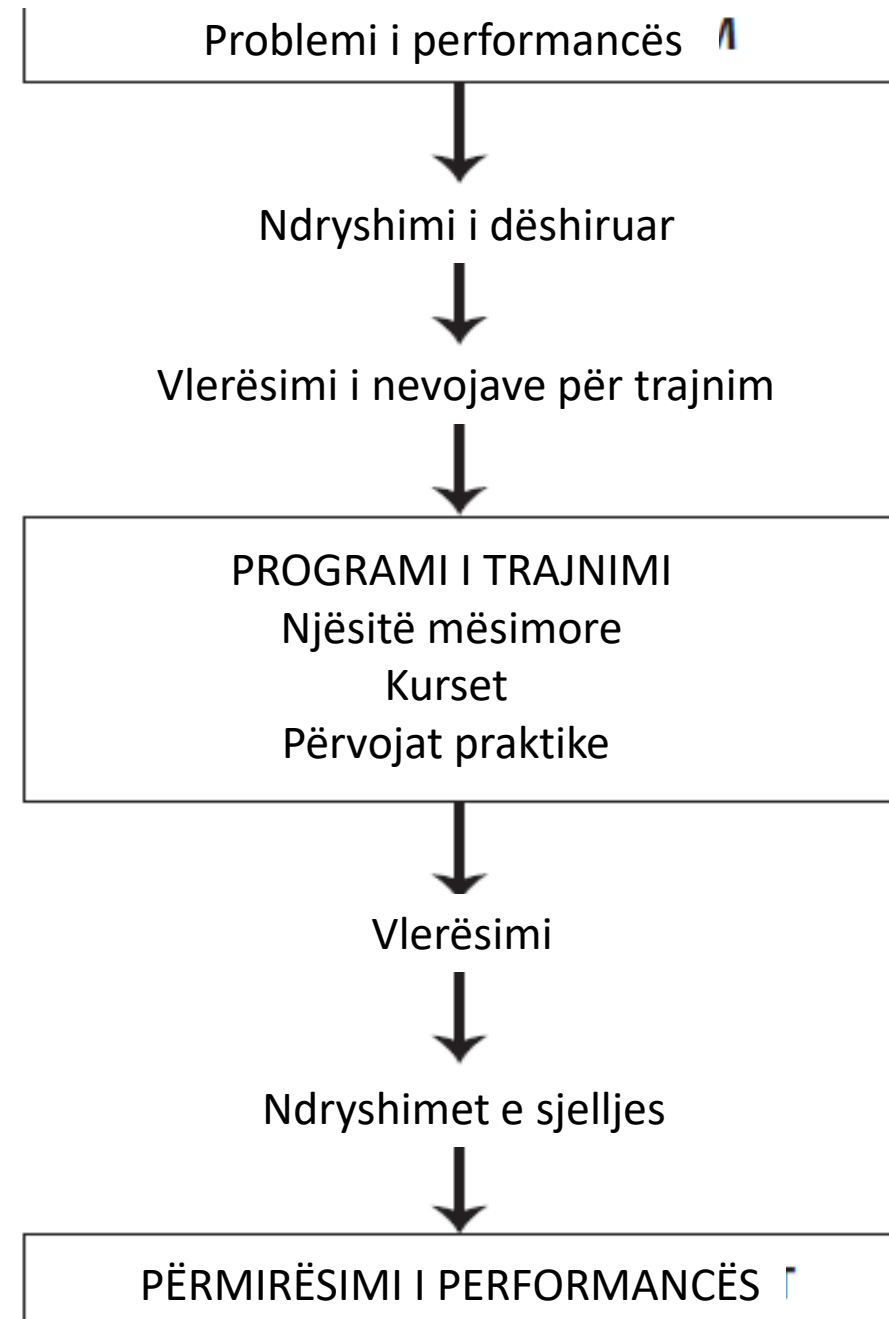 Problemi i performancës
Ndryshimi i dëshiruar
Vlerësimi i nevojave për trajnim
PROGRAMI I TRAJNIMI
Njësitë mësimore
Kurset
Përvojat praktike
Vlerësimi
Ndryshimet e sjelljes
PËRMIRËSIMI I PERFORMANCËS